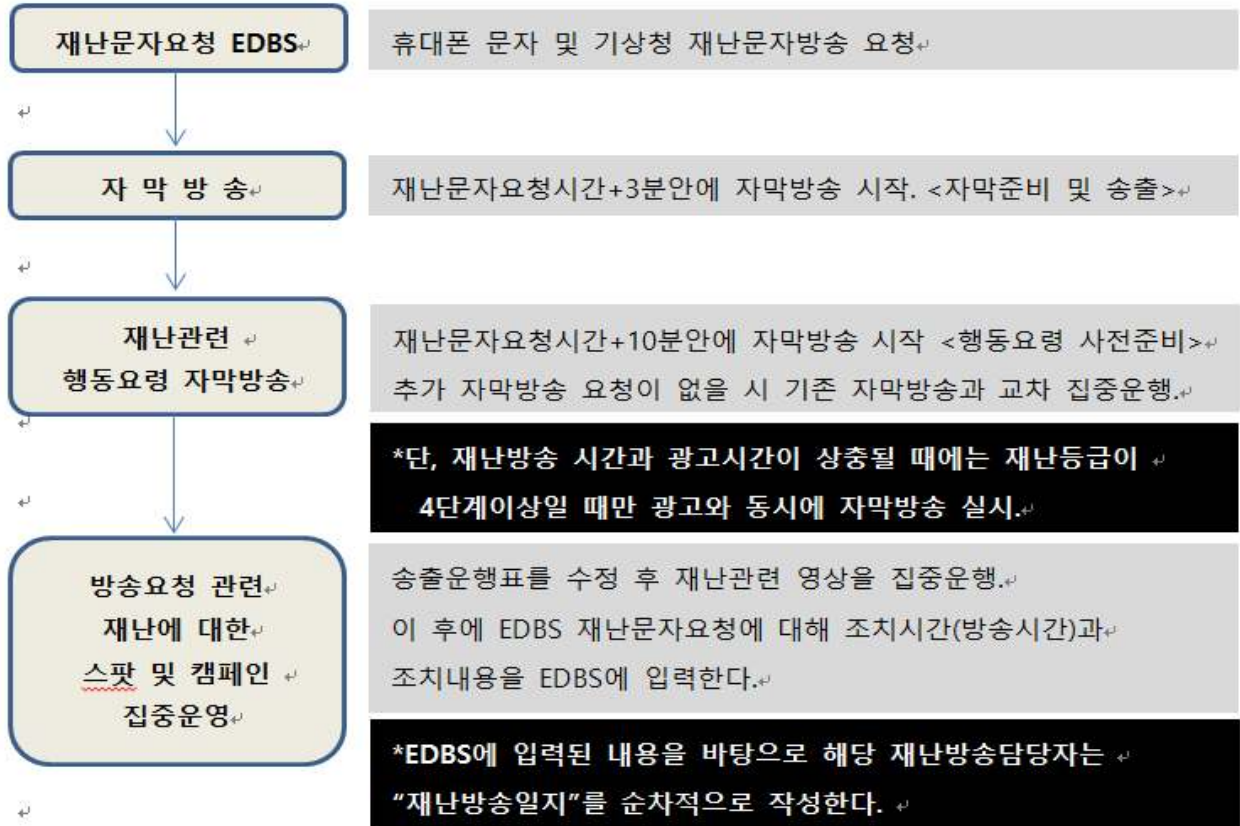 재난문자요청 EDBS
휴대폰 문자 및 기상청 재난문자방송 요청
자 막 방 송
재난문자요청시간+3분안에 자막방송 시작. <자막준비 및 송출>
재난관련
행동요령 자막방송
재난문자요청시간+10분안에 자막방송 시작 <행동요령 사전준비>
추가 자막방송 요청이 없을 시 기존 자막방송과 교차 집중운행.
*단, 재난방송 시간과 광고시간이 상충될 때에는 재난등급이
4단계이상일 때만 광고와 동시에 자막방송 실시.
방송요청 관련
재난에 대한
스팟 및 캠페인
집중운영
송출운행표를 수정 후 재난관련 영상을 집중운행.
이 후에 EDBS 재난문자요청에 대해 조치시간(방송시간)과
조치내용을 EDBS에 입력한다.
*EDBS에 입력된 내용을 바탕으로 해당 재난방송담당자는
“재난방송일지”를 순차적으로 작성한다.